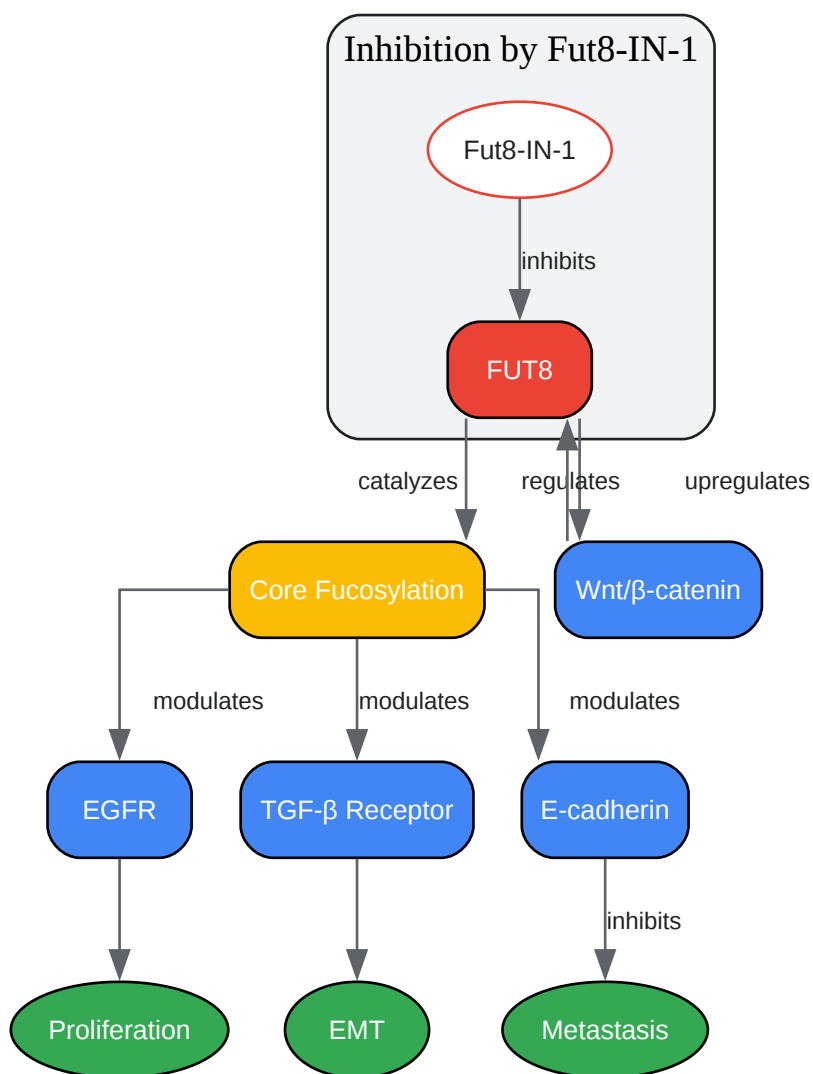 Inhibition by Fut8-IN-1
Fut8-IN-1
inhibits
FUT8
catalyzes
regulates
upregulates
Core Fucosylation
Wnt/β-catenin
modulates
modulates
modulates
EGFR
TGF-β Receptor
E-cadherin
inhibits
Proliferation
EMT
Metastasis